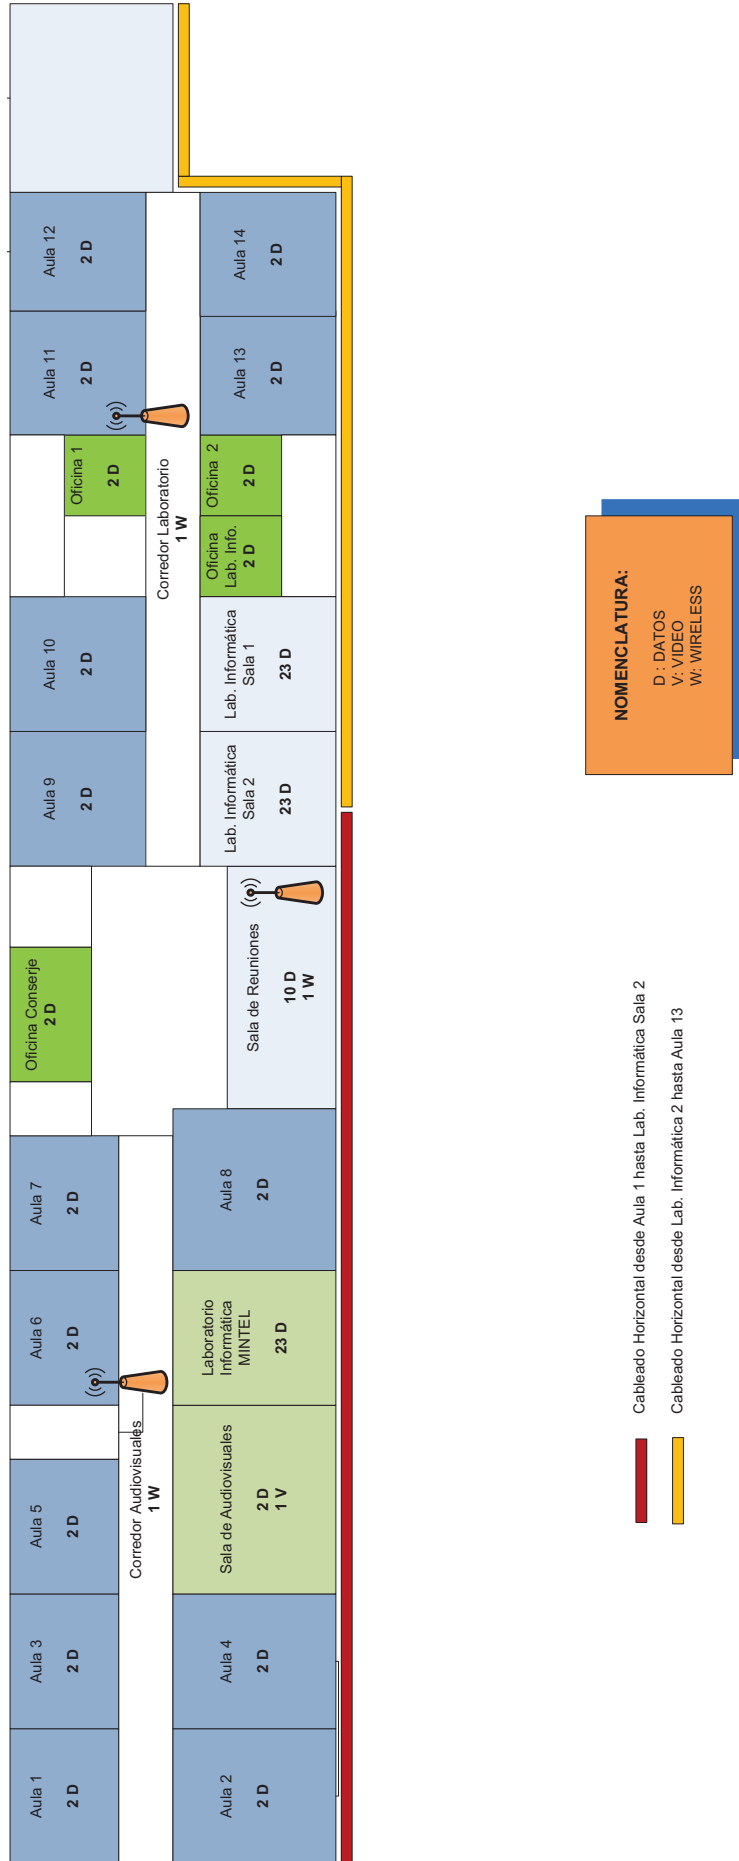 Aula 1
2 D
Aula 3
2 D
Aula 5
2 D
Aula 6
2 D
Aula 7
2 D
Oficina Conserje
2 D
Aula 9
2 D
Aula 10
2 D
Oficina 1
2 D
Aula 11
2 D
Aula 12
2 D
Corredor Audiovisuales
1 W
Corredor Laboratorio
1 W
Aula 2
2 D
Aula 4
2 D
Sala de Audiovisuales
2 D
1 V
Laboratorio
Informática
MINTEL
23 D
Aula 8
2 D
Sala de Reuniones
10 D
1 W
Lab. Informática
Sala 2
23 D
Lab. Informática
Sala 1
23 D
Oficina
Lab. Info.
2 D
Oficina 2
2 D
Aula 13
2 D
Aula 14
2 D
NOMENCLATURA:
D : DATOS
V: VIDEO
W: WIRELESS
Cableado Horizontal desde Aula 1 hasta Lab. Informática Sala 2
Cableado Horizontal desde Lab. Informática 2 hasta Aula 13